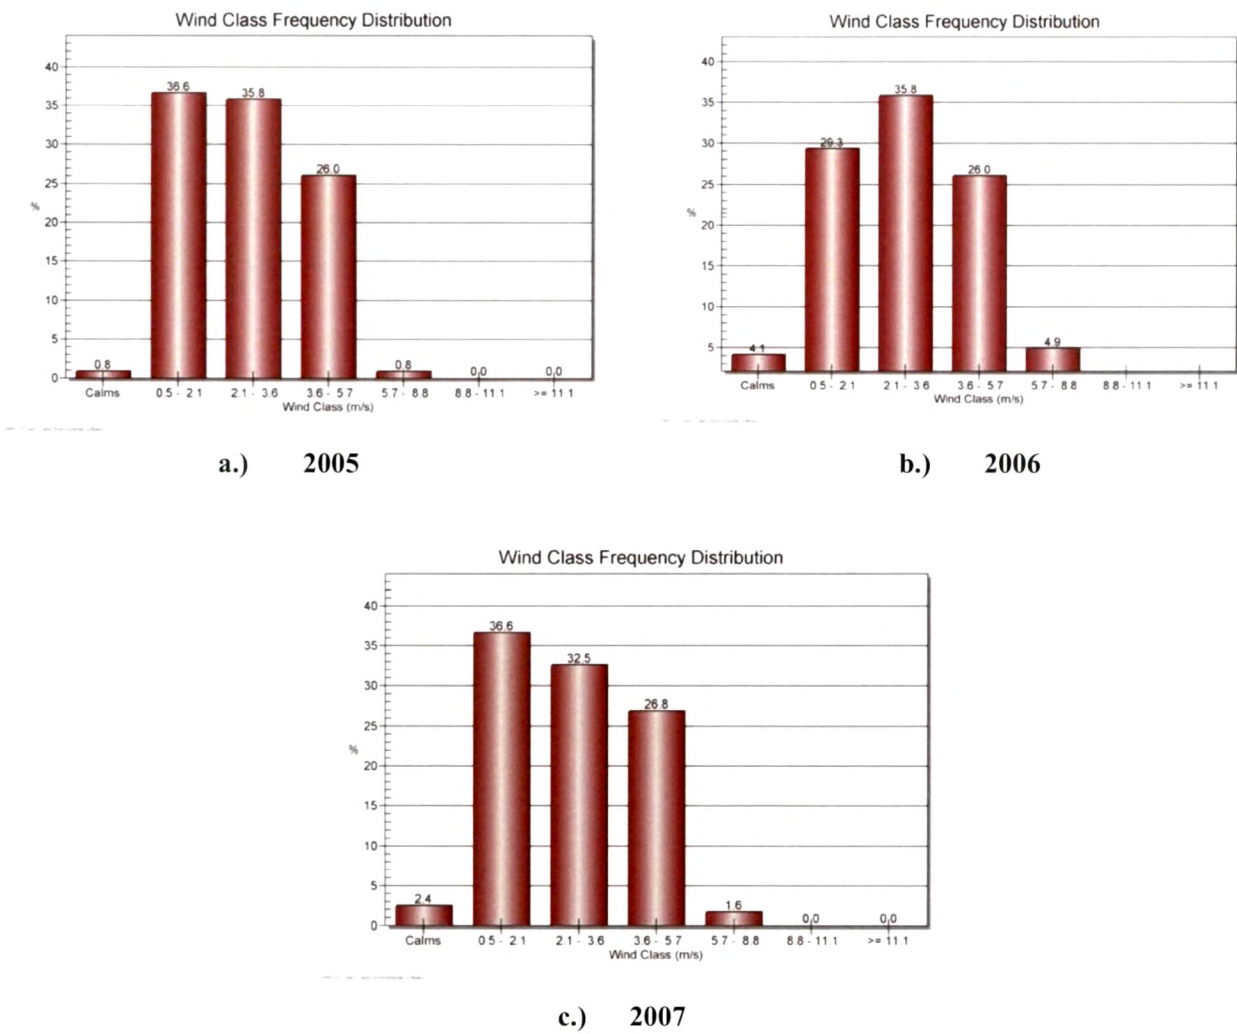 Wind Class Frequency Distribution
40
35
30
25
20
15
10
5
0
%
36.6
35.8
26.0
0.8
0.8
0.0
0.0
Calms
0.5 - 2.1
2.1 - 3.6
3.6 - 5.7
5.7 - 8.8
8.8 - 11.1
>= 11.1
Wind Class (m/s)
a.) 2005
Wind Class Frequency Distribution
40
35
30
25
20
15
10
5
%
4.1
29.3
35.8
26.0
4.9
Calms
0.5 - 2.1
2.1 - 3.6
3.6 - 5.7
5.7 - 8.8
8.8 - 11.1
>= 11.1
Wind Class (m/s)
b.) 2006
Wind Class Frequency Distribution
40
35
30
25
20
15
10
5
0
%
2.4
36.6
32.5
26.8
1.6
0.0
0.0
Calms
0.5 - 2.1
2.1 - 3.6
3.6 - 5.7
5.7 - 8.8
8.8 - 11.1
>= 11.1
Wind Class (m/s)
c.) 2007